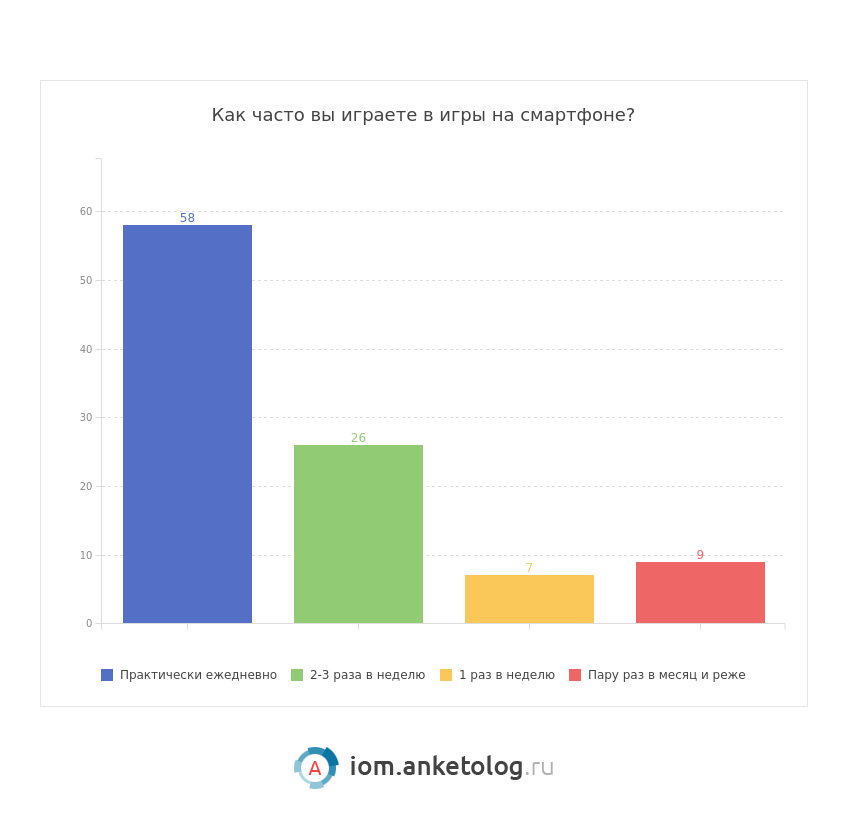 Как часто вы играете в игры на смартфоне?
60
50
40
30
20
10
0
58
26
7
9
Практически ежедневно
2-3 раза в неделю
1 раз в неделю
Пару раз в месяц и реже
A iom.anketolog.ru